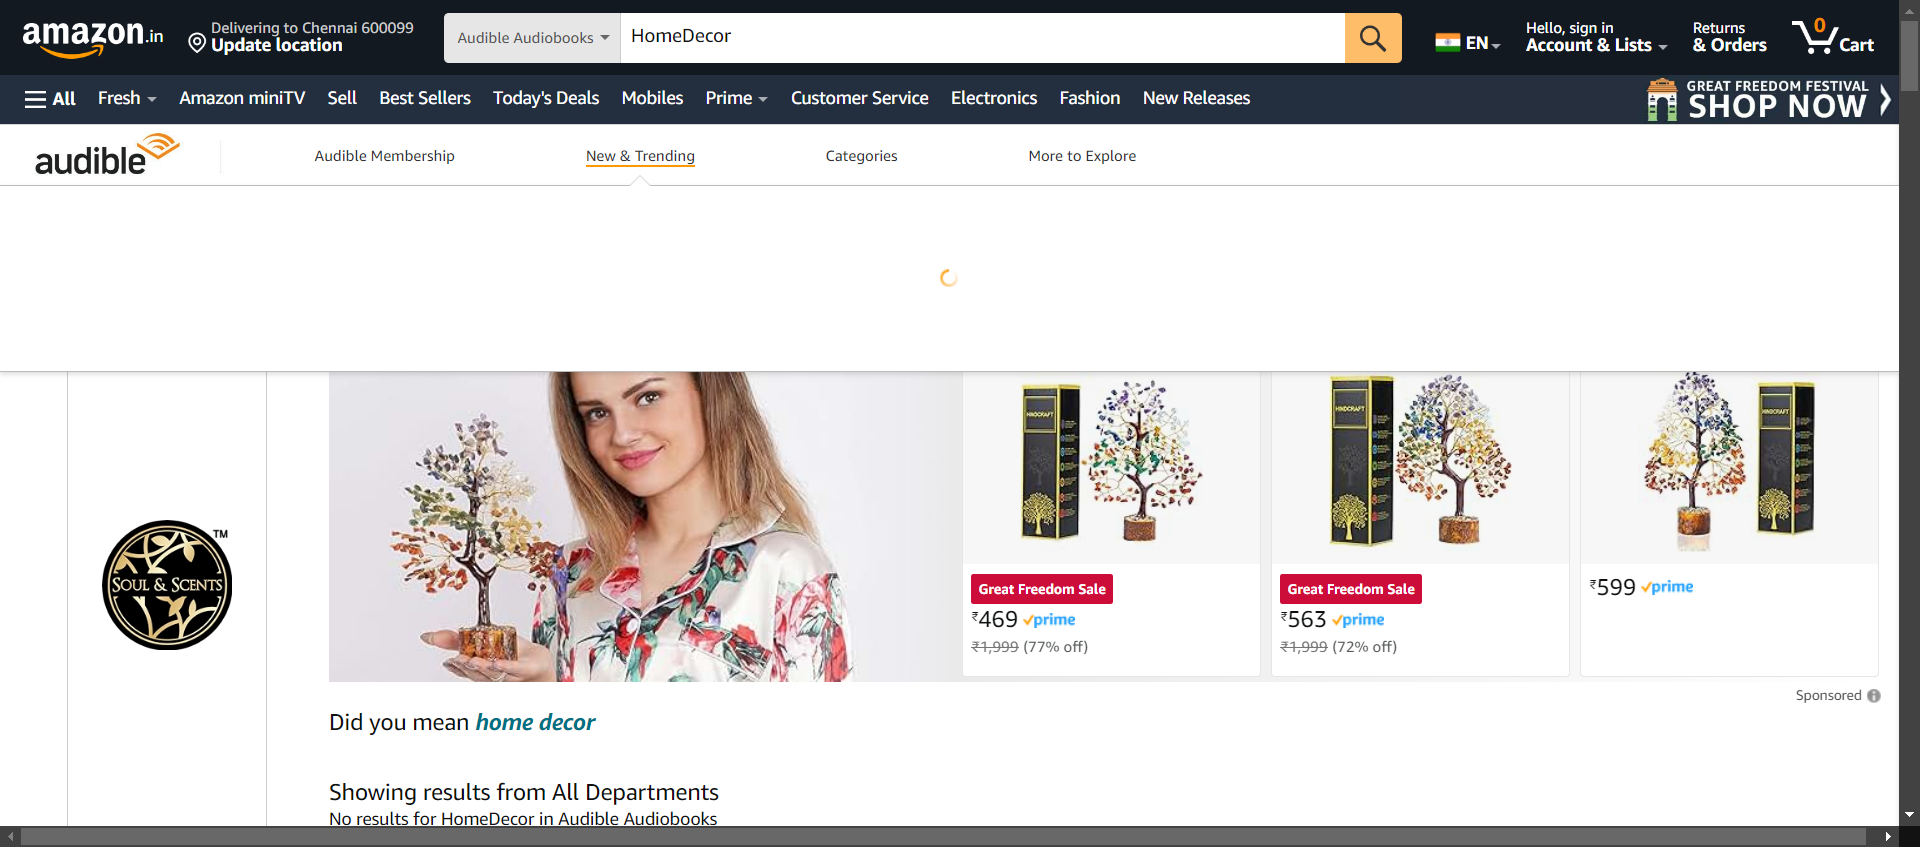 amazon.in
Delivering to Chennai 600099
Update location
Audible Audiobooks
HomeDecor
EN
Hello, sign in
Account & Lists
Returns
& Orders
0
Cart
All
Fresh
Amazon miniTV
Sell
Best Sellers
Today's Deals
Mobiles
Prime
Customer Service
Electronics
Fashion
New Releases
GREAT FREEDOM FESTIVAL
SHOP NOW
audible
Audible Membership
New & Trending
Categories
More to Explore
SOUL & SCENTS
TM
MINDCRAFT
MINDCRAFT
MINDCRAFT
Great Freedom Sale
₹469 prime
₹1,999 (77% off)
Great Freedom Sale
₹563 prime
₹1,999 (72% off)
₹599 prime
Sponsored
Did you mean home decor
Showing results from All Departments
No results for HomeDecor in Audible Audiobooks